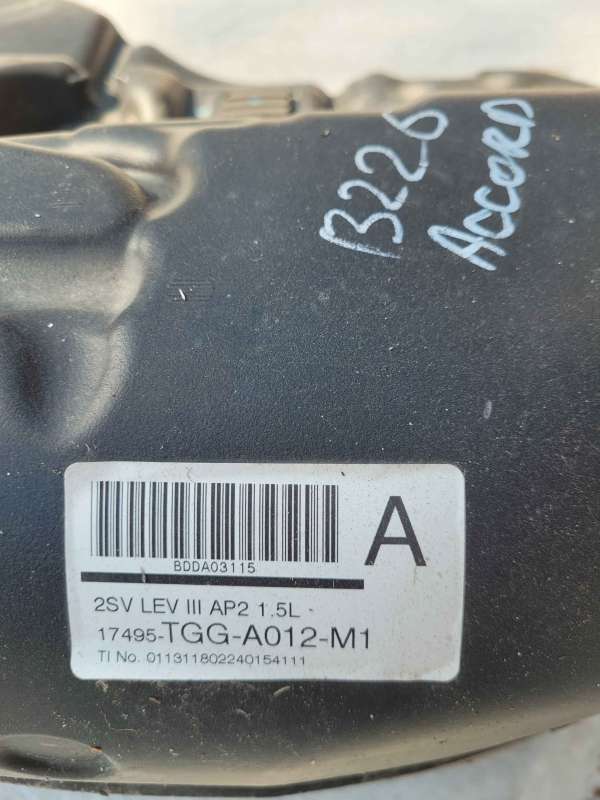 B226
ACCORD
A
BDDA03115
2SV LEV III AP2 1.5L -
17495-TGG-A012-M1
TI No. 011311802240154111